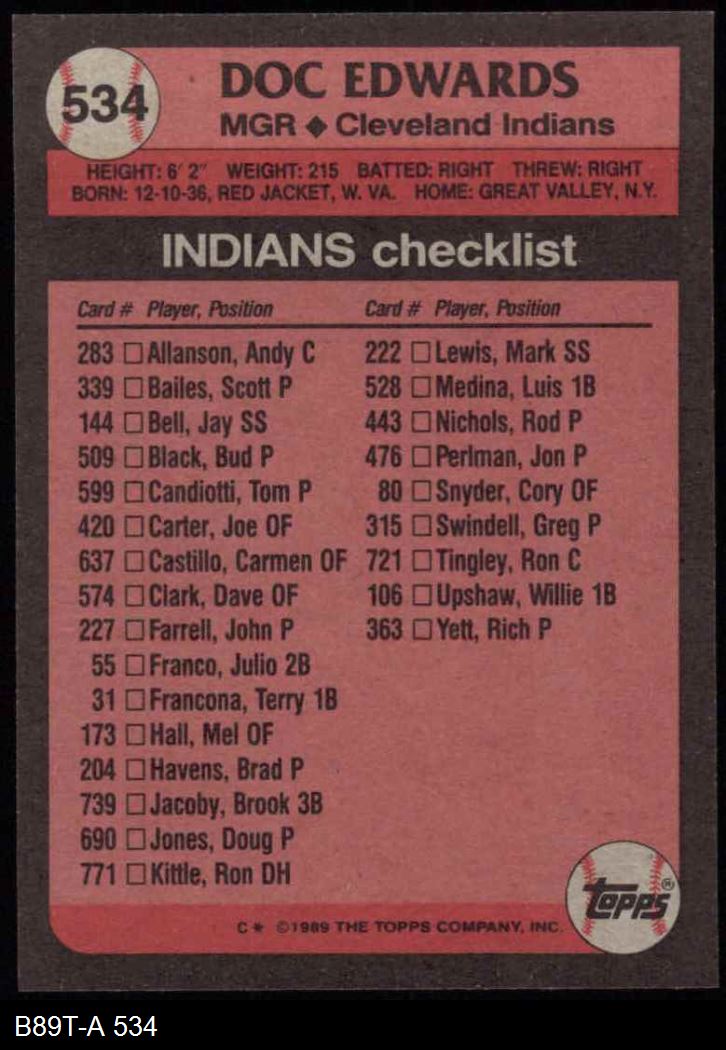 534
DOC EDWARDS
MGR ◆ Cleveland Indians
HEIGHT: 6' 2" WEIGHT: 215 BATTED: RIGHT THREW: RIGHT
BORN: 12-10-36, RED JACKET, W. VA. HOME: GREAT VALLEY, N.Y.
INDIANS checklist
Card # Player, Position
283 □ Allanson, Andy C
339 □ Bailes, Scott P
144 □ Bell, Jay SS
509 □ Black, Bud P
599 □ Candiotti, Tom P
420 □ Carter, Joe OF
637 □ Castillo, Carmen OF
574 □ Clark, Dave OF
227 □ Farrell, John P
55 □ Franco, Julio 2B
31 □ Francona, Terry 1B
173 □ Hall, Mel OF
204 □ Havens, Brad P
739 □ Jacoby, Brook 3B
690 □ Jones, Doug P
771 □ Kittle, Ron DH
Card # Player, Position
222 □ Lewis, Mark SS
528 □ Medina, Luis 1B
443 □ Nichols, Rod P
476 □ Perlman, Jon P
80 □ Snyder, Cory OF
315 □ Swindell, Greg P
721 □ Tingley, Ron C
106 □ Upshaw, Willie 1B
363 □ Yett, Rich P
topps®
C* ©1989 THE TOPPS COMPANY, INC.
B89T-A 534